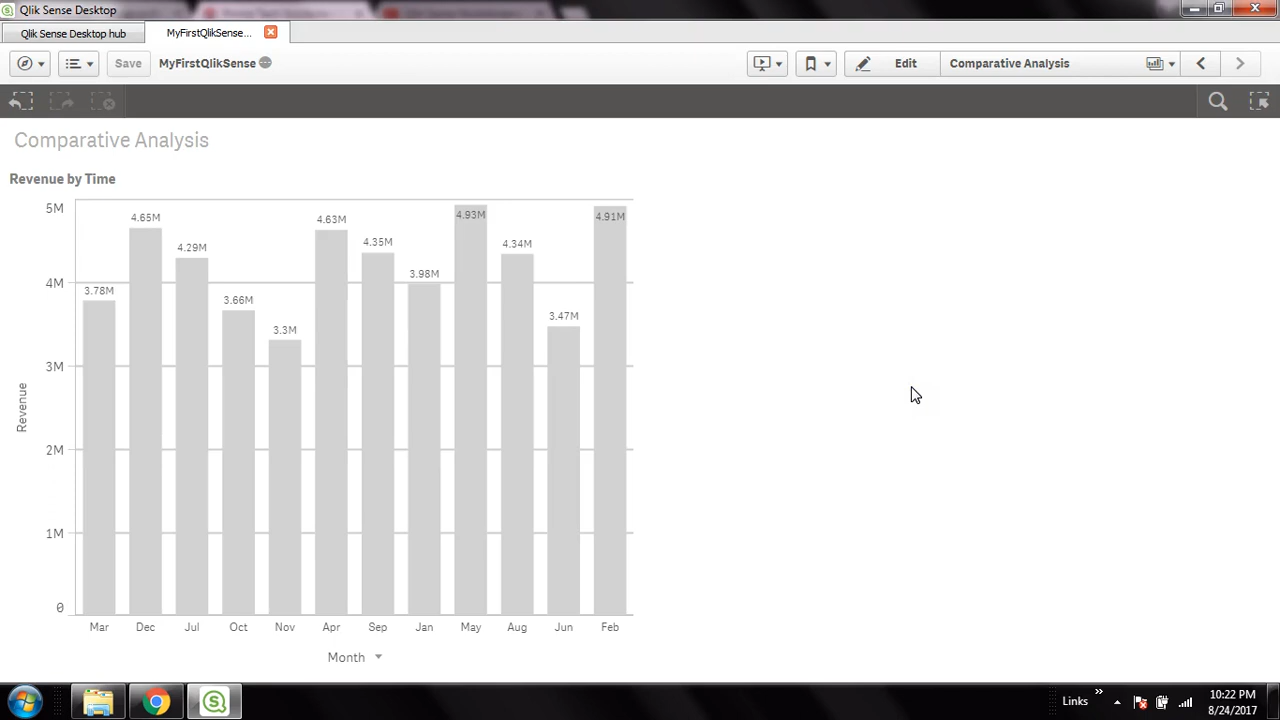 Qlik Sense Desktop
Qlik Sense Desktop hub
MyFirstQlikSense...
Save
MyFirstQlikSense
Edit
Comparative Analysis
Comparative Analysis
Revenue by Time
5M
4M
3M
2M
1M
0
Revenue
3.78M
4.65M
4.29M
3.66M
3.3M
4.63M
4.35M
3.98M
4.93M
4.34M
3.47M
4.91M
Mar Dec Jul Oct Nov Apr Sep Jan May Aug Jun Feb
Month
Links
10:22 PM
8/24/2017